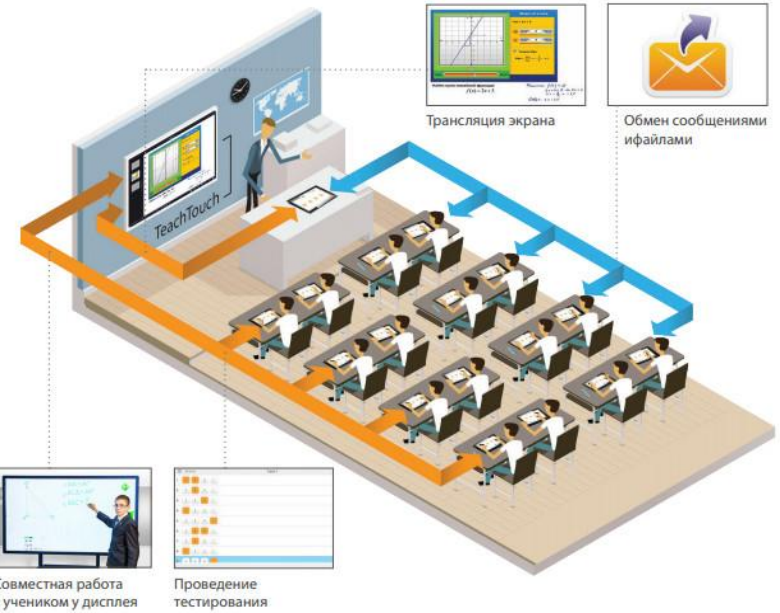 Трансляция экрана
Обмен сообщениями
ифайлами
TeachTouch
Совместная работа
учеником у дисплея
Проведение
тестирования